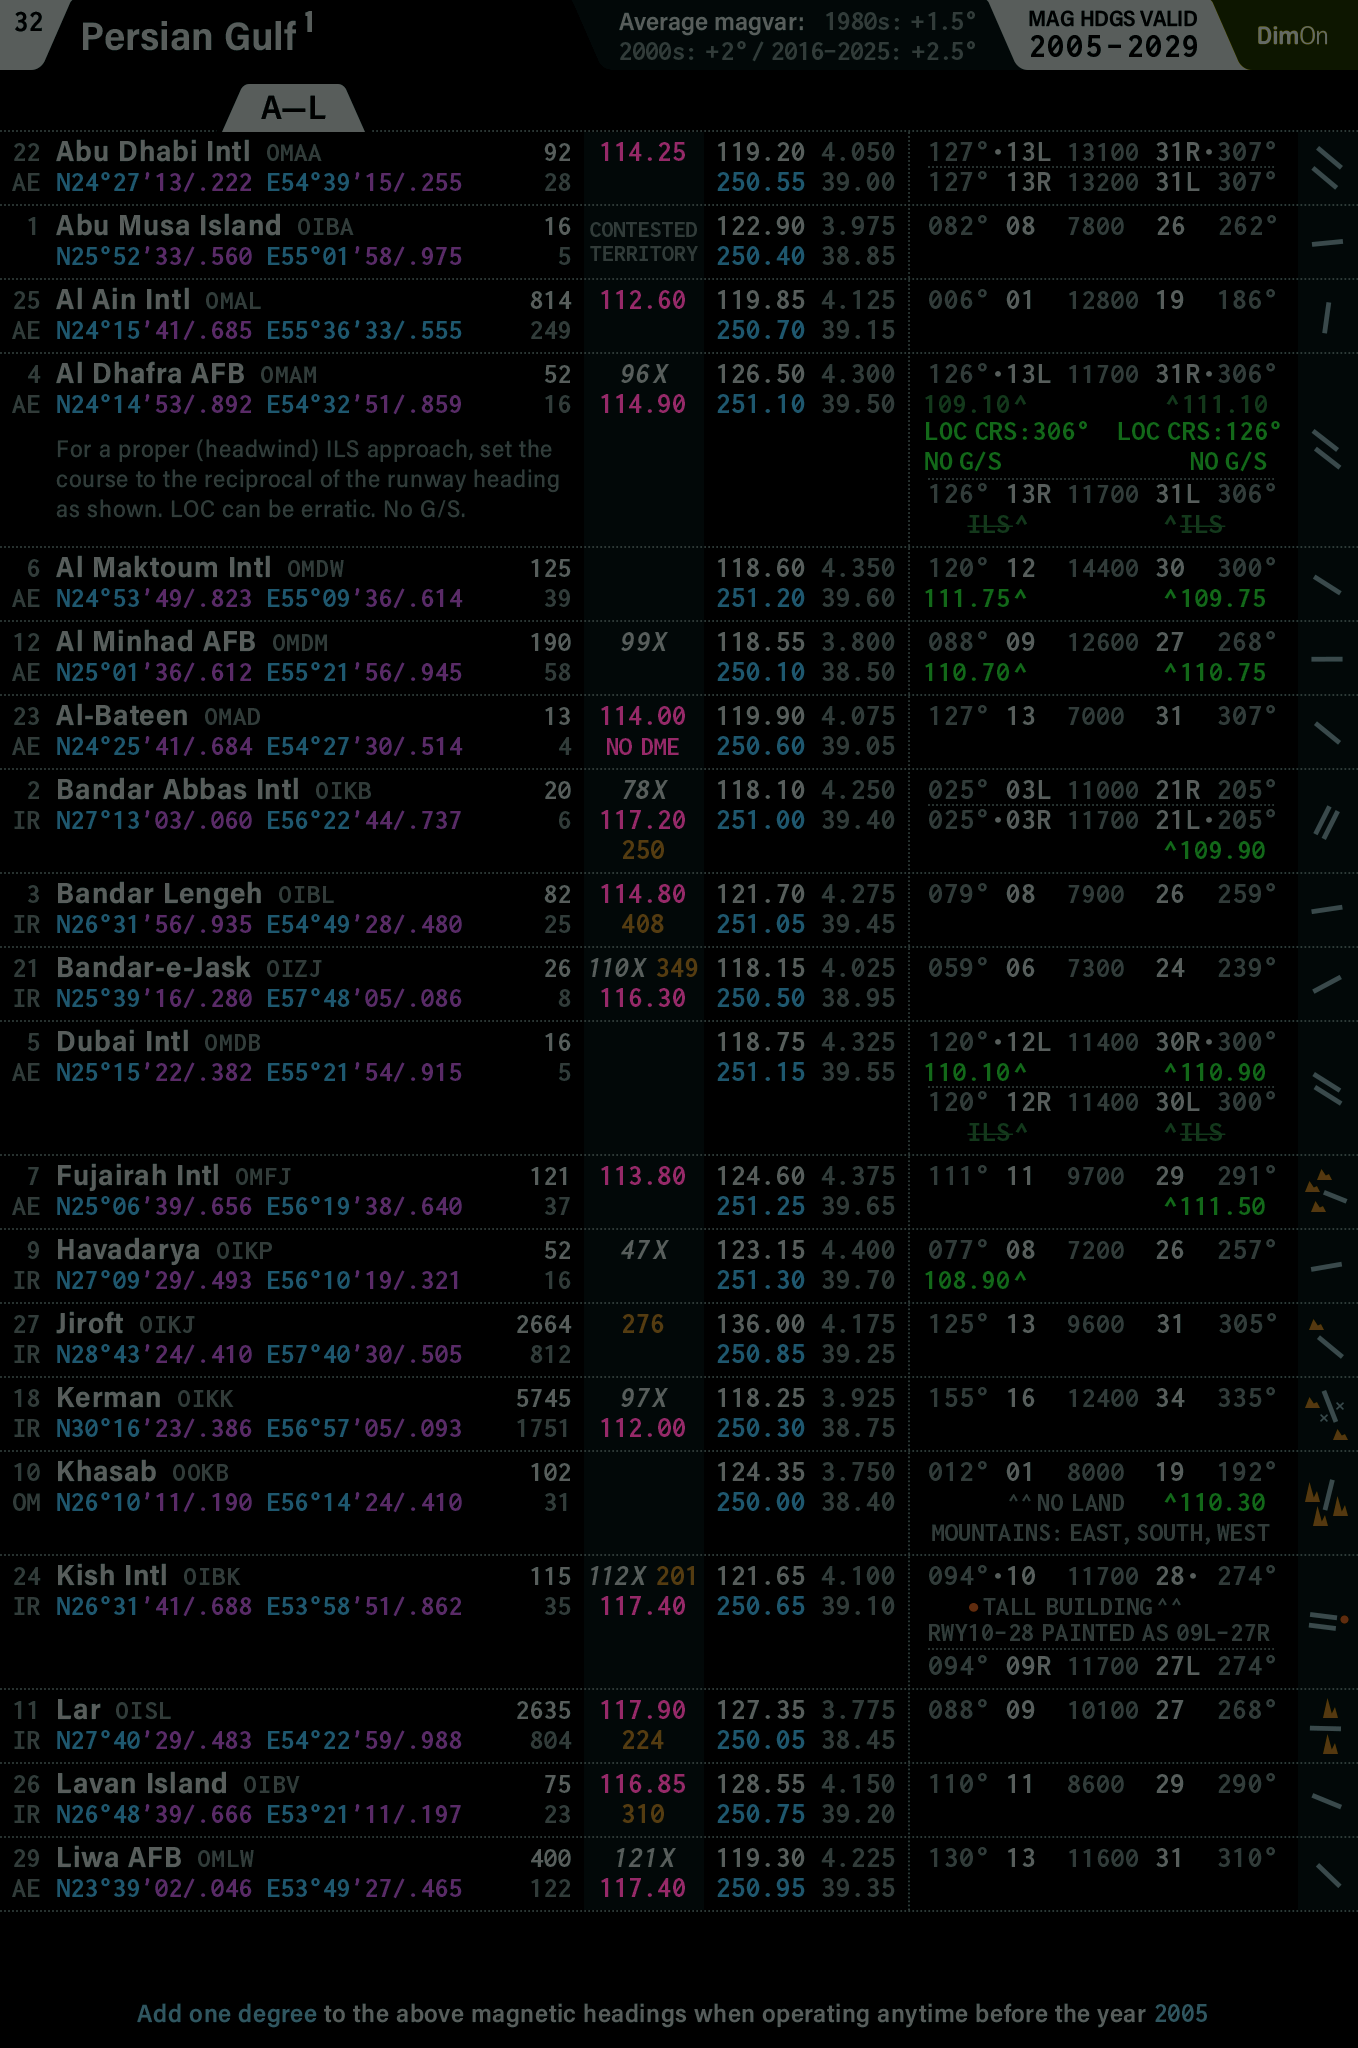 32 Persian Gulf¹ Average magvar: 1980s: +1.5° MAG HDGS VALID DimOn
2000s: +2° / 2016–2025: +2.5° 2005–2029
A—L
22 Abu Dhabi Intl OMAA 92 114.25 119.20 4.050 127°·13L 13100 31R·307°
AE N24°27'13/.222 E54°39'15/.255 28 250.55 39.00 127° 13R 13200 31L 307°
1 Abu Musa Island OIBA 16 CONTESTED 122.90 3.975 082° 08 7800 26 262°
N25°52'33/.560 E55°01'58/.975 5 TERRITORY 250.40 38.85
25 Al Ain Intl OMAL 814 112.60 119.85 4.125 006° 01 12800 19 186°
AE N24°15'41/.685 E55°36'33/.555 249 250.70 39.15
4 Al Dhafra AFB OMAM 52 96X 126.50 4.300 126°·13L 11700 31R·306°
AE N24°14'53/.892 E54°32'51/.859 16 114.90 251.10 39.50 109.10^ ^111.10
LOC CRS:306° LOC CRS:126°
For a proper (headwind) ILS approach, set the NO G/S NO G/S
course to the reciprocal of the runway heading 126° 13R 11700 31L 306°
as shown. LOC can be erratic. No G/S. ILS^ ^ILS
6 Al Maktoum Intl OMDW 125 118.60 4.350 120° 12 14400 30 300°
AE N24°53'49/.823 E55°09'36/.614 39 251.20 39.60 111.75^ ^109.75
12 Al Minhad AFB OMDM 190 99X 118.55 3.800 088° 09 12600 27 268°
AE N25°01'36/.612 E55°21'56/.945 58 250.10 38.50 110.70^ ^110.75
23 Al-Bateen OMAD 13 114.00 119.90 4.075 127° 13 7000 31 307°
AE N24°25'41/.684 E54°27'30/.514 4 NO DME 250.60 39.05
2 Bandar Abbas Intl OIKB 20 78X 118.10 4.250 025° 03L 11000 21R 205°
IR N27°13'03/.060 E56°22'44/.737 6 117.20 251.00 39.40 025°·03R 11700 21L·205°
250 ^109.90
3 Bandar Lengeh OIBL 82 114.80 121.70 4.275 079° 08 7900 26 259°
IR N26°31'56/.935 E54°49'28/.480 25 408 251.05 39.45
21 Bandar-e-Jask OIZJ 26 110X 349 118.15 4.025 059° 06 7300 24 239°
IR N25°39'16/.280 E57°48'05/.086 8 116.30 250.50 38.95
5 Dubai Intl OMDB 16 118.75 4.325 120°·12L 11400 30R·300°
AE N25°15'22/.382 E55°21'54/.915 5 251.15 39.55 110.10^ ^110.90
120° 12R 11400 30L 300°
ILS^ ^ILS
7 Fujairah Intl OMFJ 121 113.80 124.60 4.375 111° 11 9700 29 291°
AE N25°06'39/.656 E56°19'38/.640 37 251.25 39.65 ^111.50
9 Havadarya OIKP 52 47X 123.15 4.400 077° 08 7200 26 257°
IR N27°09'29/.493 E56°10'19/.321 16 251.30 39.70 108.90^
27 Jiroft OIKJ 2664 276 136.00 4.175 125° 13 9600 31 305°
IR N28°43'24/.410 E57°40'30/.505 812 250.85 39.25
18 Kerman OIKK 5745 97X 118.25 3.925 155° 16 12400 34 335°
IR N30°16'23/.386 E56°57'05/.093 1751 112.00 250.30 38.75
10 Khasab OOKB 102 124.35 3.750 012° 01 8000 19 192°
OM N26°10'11/.190 E56°14'24/.410 31 250.00 38.40 ^^NO LAND ^110.30
MOUNTAINS: EAST, SOUTH, WEST
24 Kish Intl OIBK 115 112X 201 121.65 4.100 094°·10 11700 28· 274°
IR N26°31'41/.688 E53°58'51/.862 35 117.40 250.65 39.10 •TALL BUILDING^^
RWY10–28 PAINTED AS 09L–27R
094° 09R 11700 27L 274°
11 Lar OISL 2635 117.90 127.35 3.775 088° 09 10100 27 268°
IR N27°40'29/.483 E54°22'59/.988 804 224 250.05 38.45
26 Lavan Island OIBV 75 116.85 128.55 4.150 110° 11 8600 29 290°
IR N26°48'39/.666 E53°21'11/.197 23 310 250.75 39.20
29 Liwa AFB OMLW 400 121X 119.30 4.225 130° 13 11600 31 310°
AE N23°39'02/.046 E53°49'27/.465 122 117.40 250.95 39.35
Add one degree to the above magnetic headings when operating anytime before the year 2005